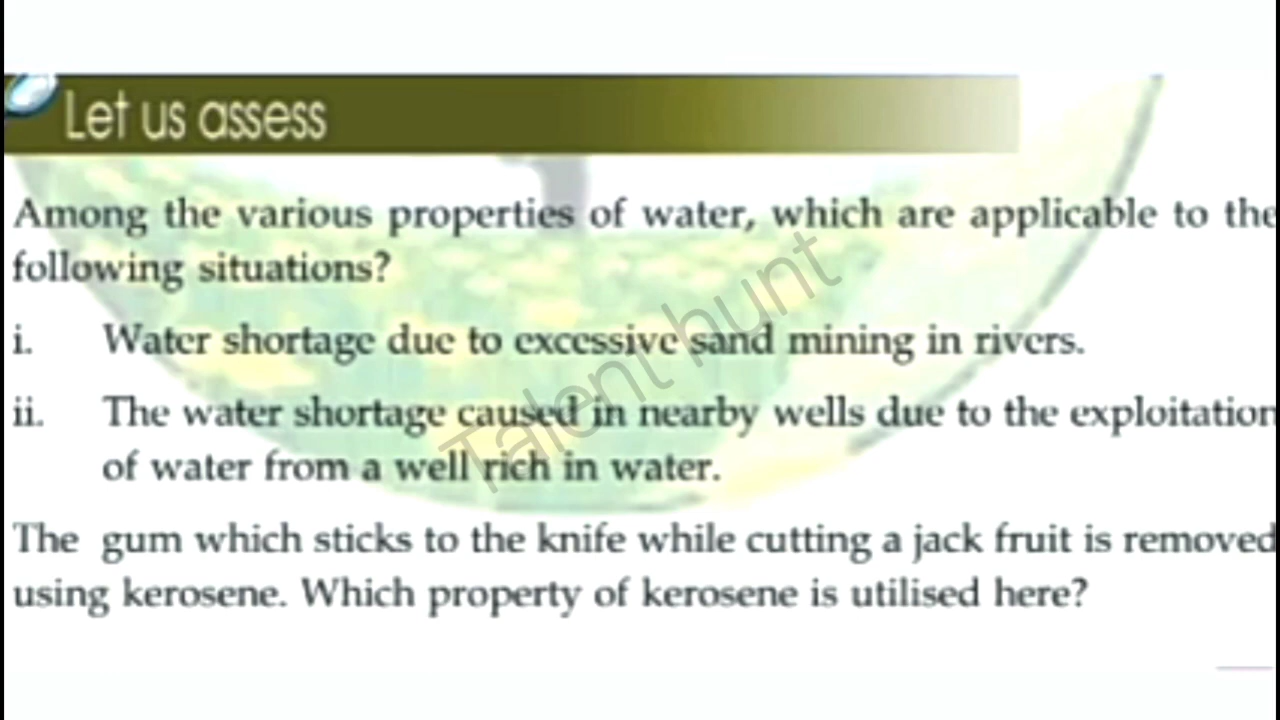 Let us assess
Among the various properties of water, which are applicable to the
following situations?
i. Water shortage due to excessive sand mining in rivers.
ii. The water shortage caused in nearby wells due to the exploitation
of water from a well rich in water.
The gum which sticks to the knife while cutting a jack fruit is removed
using kerosene. Which property of kerosene is utilised here?
Talent hunt